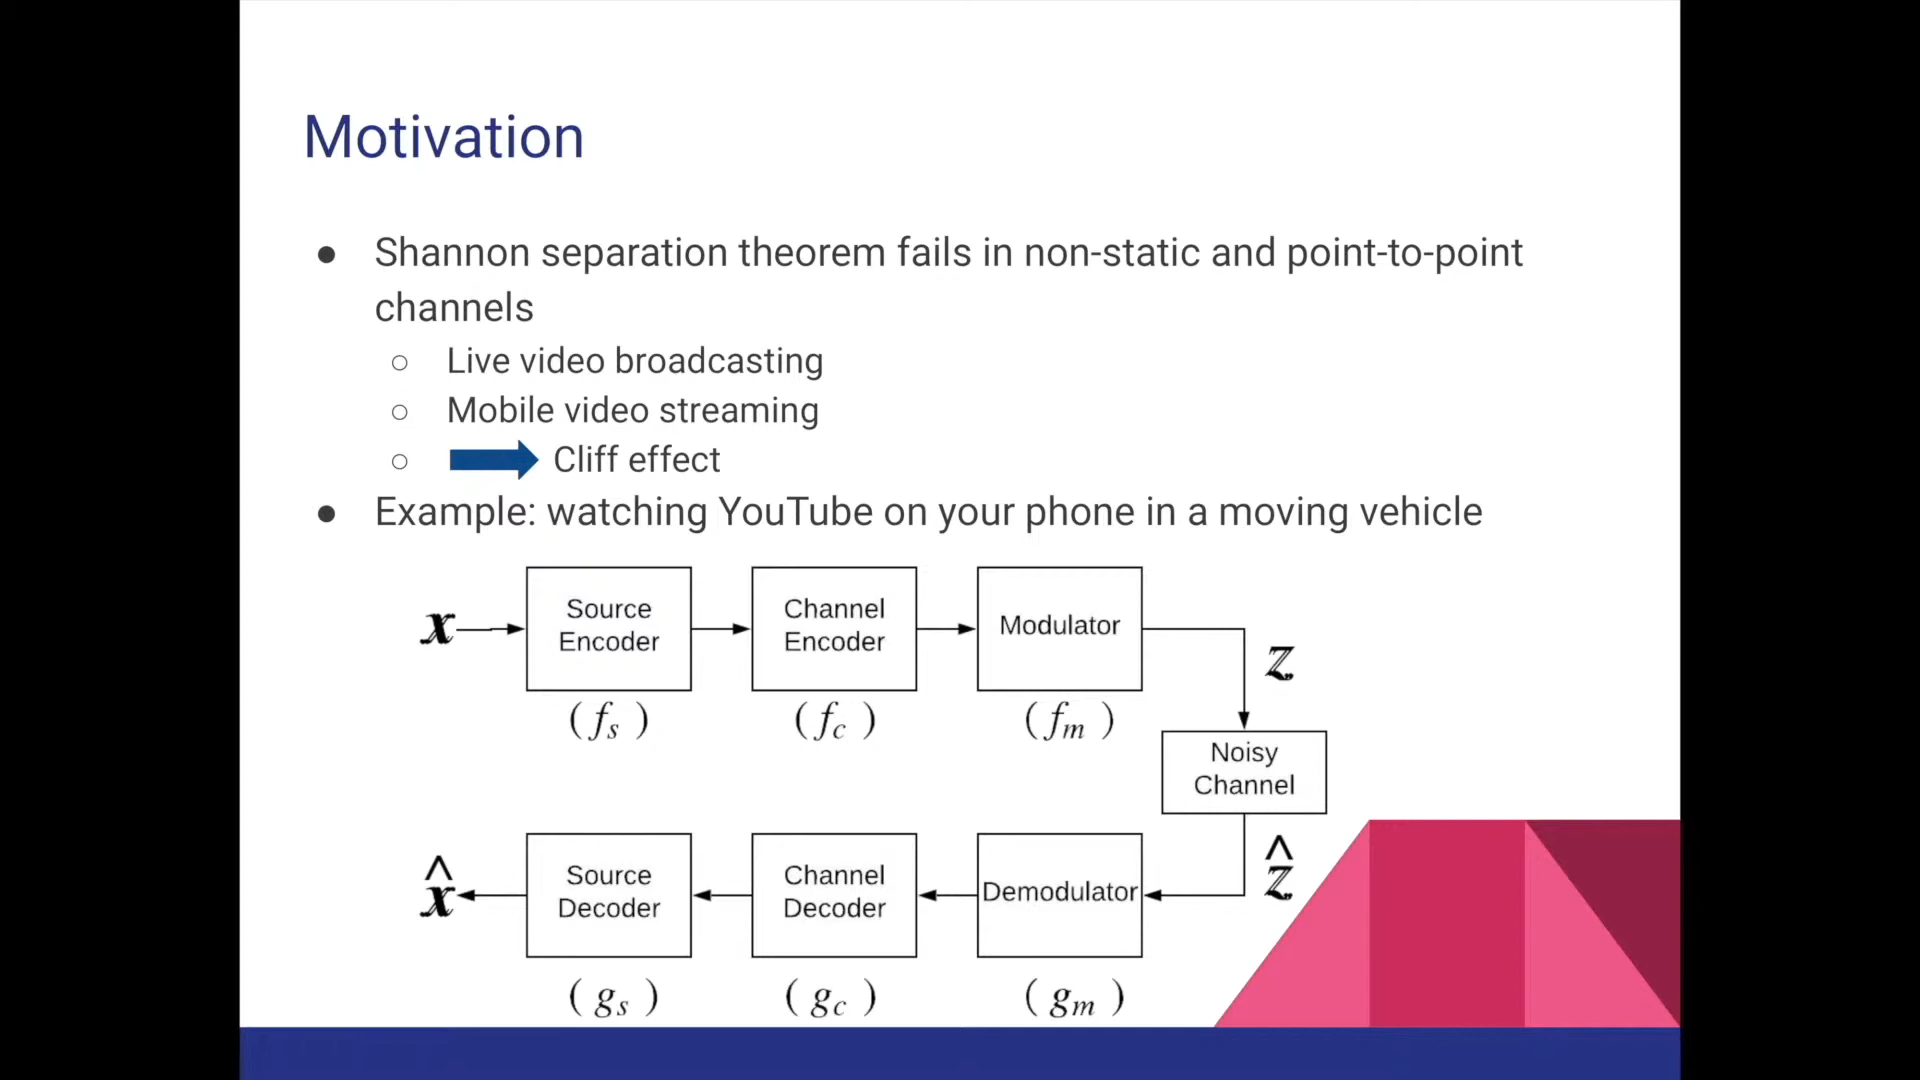 Motivation
● Shannon separation theorem fails in non-static and point-to-point
channels
○ Live video broadcasting
○ Mobile video streaming
○ Cliff effect
● Example: watching YouTube on your phone in a moving vehicle
x
Source
Encoder
Channel
Encoder
Modulator
z
(fs)
(fc)
(fm)
Noisy
Channel
x̂
Source
Decoder
Channel
Decoder
Demodulator
ẑ
(gs)
(gc)
(gm)